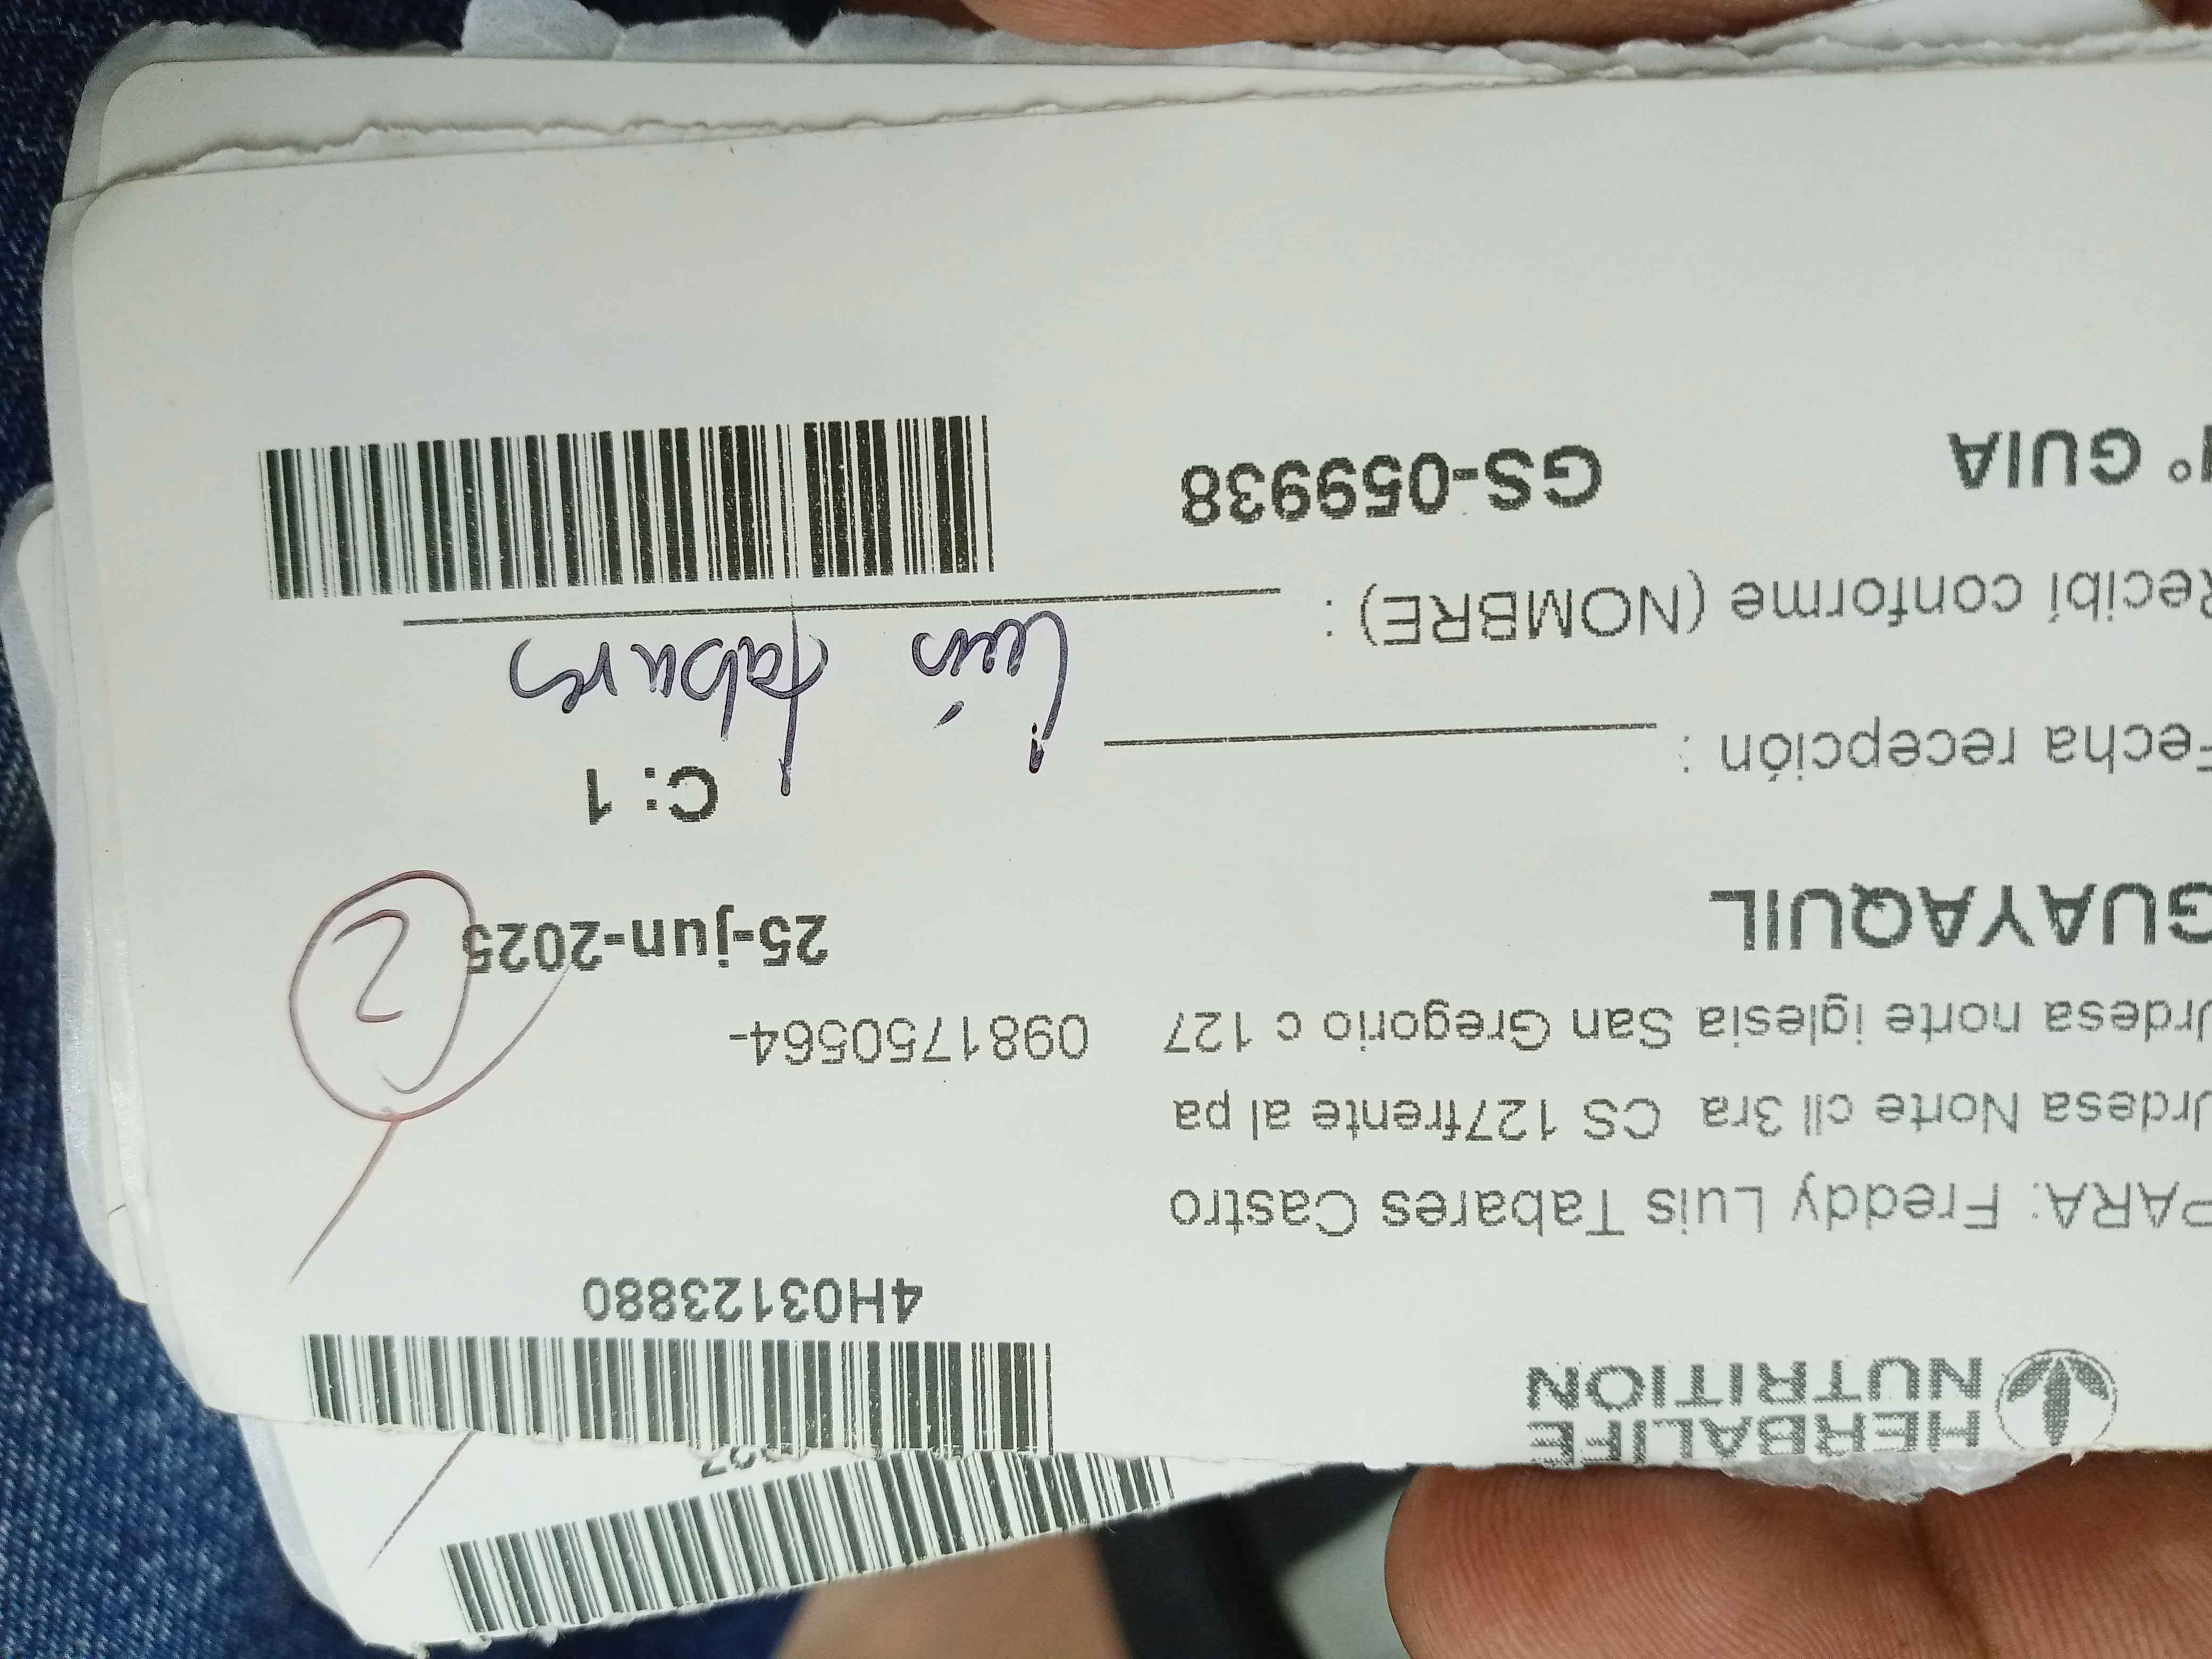 HERBALIFE
NUTRITION
4H03123880
PARA: Freddy Luis Tabares Castro
Urdesa Norte cll 3ra CS 127frente al pa
Urdesa norte iglesia San Gregorio c 127 0981750564-
GUAYAQUIL 25-jun-2025 2
Fecha recepción : C: 1
Recibí conforme (NOMBRE) : Luis Tabares
N° GUIA GS-059938